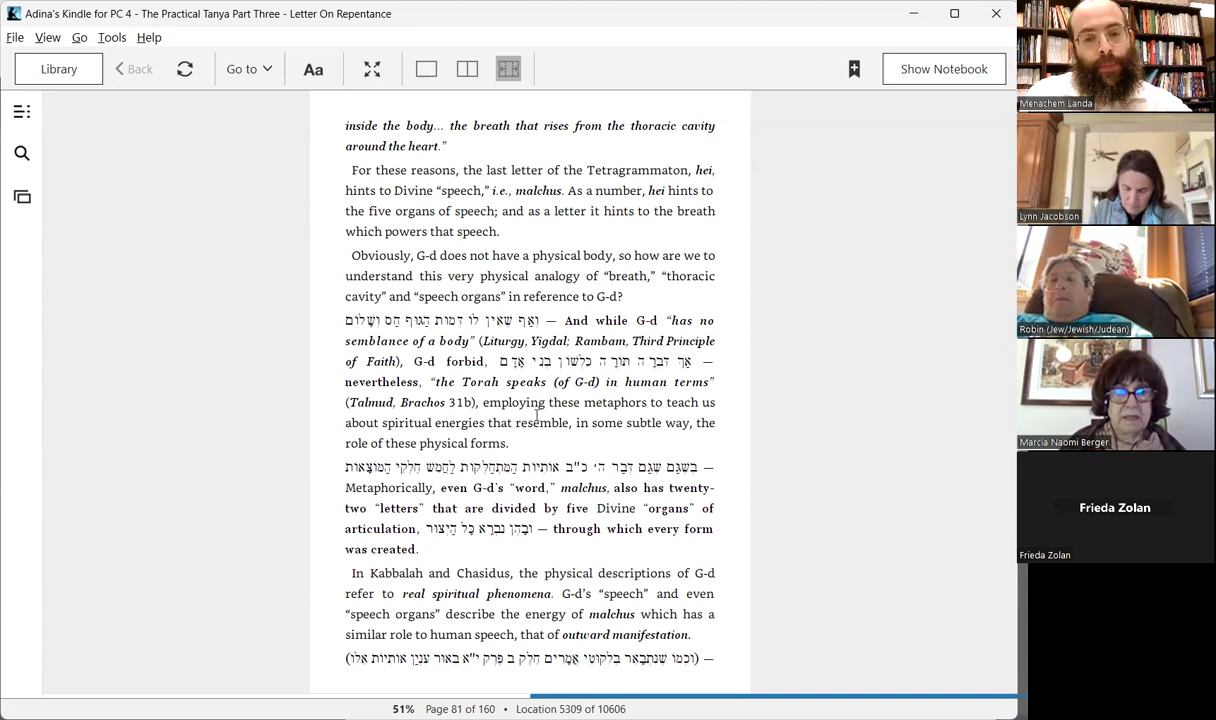 Adina's Kindle for PC 4 - The Practical Tanya Part Three - Letter On Repentance
File View Go Tools Help
Library Back Go to Aa Show Notebook
inside the body... the breath that rises from the thoracic cavity
around the heart.”
For these reasons, the last letter of the Tetragrammaton, hei,
hints to Divine “speech,” i.e., malchus. As a number, hei hints to
the five organs of speech; and as a letter it hints to the breath
which powers that speech.
Obviously, G-d does not have a physical body, so how are we to
understand this very physical analogy of “breath,” “thoracic
cavity” and “speech organs” in reference to G-d?
וְאַף שֶׁאֵין לוֹ דְּמוּת הַגּוּף חַס וְשָׁלוֹם — And while G-d “has no
semblance of a body” (Liturgy, Yigdal; Rambam, Third Principle
of Faith), G-d forbid, אַךְ דִּבְּרָה תוֹרָה כִּלְשׁוֹן בְּנֵי אָדָם —
nevertheless, “the Torah speaks (of G-d) in human terms”
(Talmud, Brachos 31b), employing these metaphors to teach us
about spiritual energies that resemble, in some subtle way, the
role of these physical forms.
בְּשֶׁגַּם שֶׁגַּם דְּבַר ה' כ"ב אוֹתִיּוֹת הַמִּתְחַלְּקוֹת לַחֲמֵשׁ חֶלְקֵי הַמּוֹצָאוֹת —
Metaphorically, even G-d's “word,” malchus, also has twenty-
two “letters” that are divided by five Divine “organs” of
articulation, וּבָהֶן נִבְרָא כָּל הַיְצוּר — through which every form
was created.
In Kabbalah and Chasidus, the physical descriptions of G-d
refer to real spiritual phenomena. G-d's “speech” and even
“speech organs” describe the energy of malchus which has a
similar role to human speech, that of outward manifestation.
(וּכְמוֹ שֶׁנִּתְבָּאֵר בְּלִקּוּטֵי אֲמָרִים חֵלֶק ב פֶּרֶק י"א בֵּאוּר עִנְיַן אוֹתִיּוֹת אֵלּוּ) —
51% Page 81 of 160 • Location 5309 of 10606
Menachem Landa
Lynn Jacobson
Robin (Jew/Jewish/Judean)
Marcia Naomi Berger
Frieda Zolan
Frieda Zolan